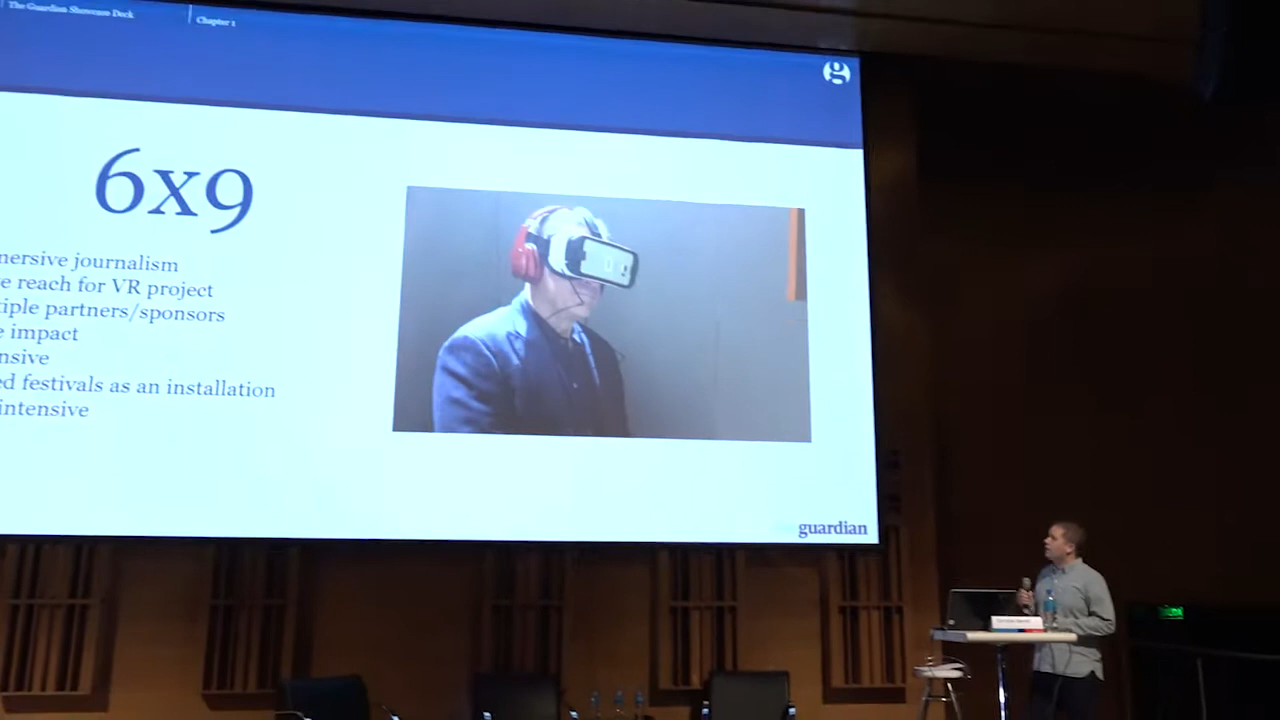 The Guardian Showcase Deck
Chapter 1
g
6x9
mersive journalism
e reach for VR project
tiple partners/sponsors
e impact
nsive
ed festivals as an installation
intensive
guardian